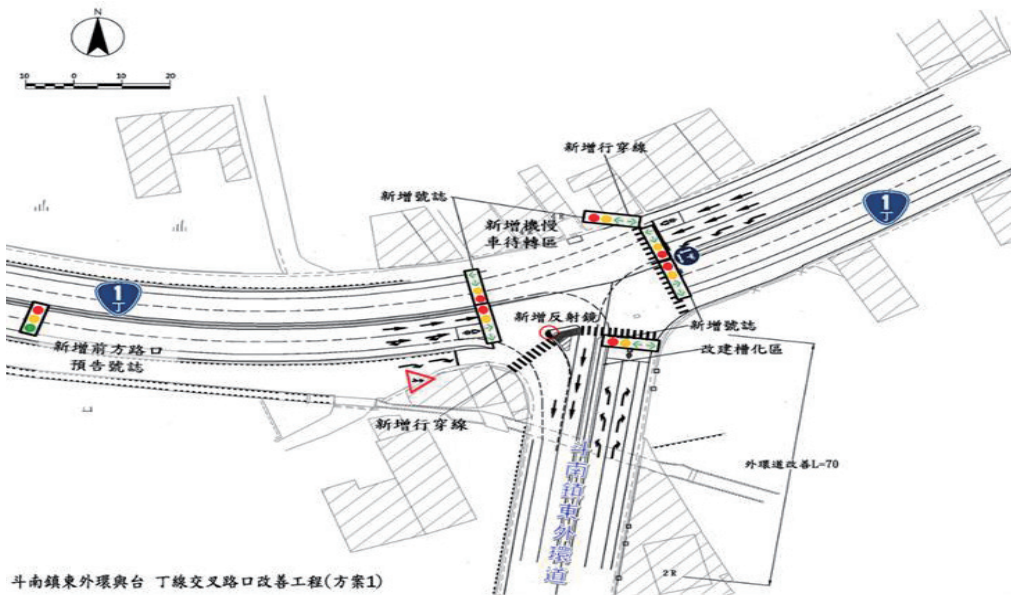 10 0 10 20
新增行穿線
新增號誌
新增機慢
車待轉區
1
丁
1
丁
新增反射鏡
新增號誌
改建槽化區
新增前方路口
預告號誌
新增行穿線
外環道改善L=70
斗南鎮東外環道
2R
斗南鎮東外環與台 丁線交叉路口改善工程(方案1)